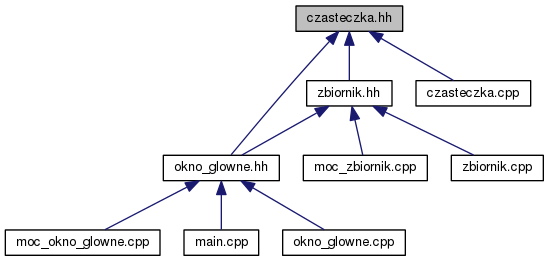 czasteczka.hh
zbiornik.hh
czasteczka.cpp
okno_glowne.hh
moc_zbiornik.cpp
zbiornik.cpp
moc_okno_glowne.cpp
main.cpp
okno_glowne.cpp